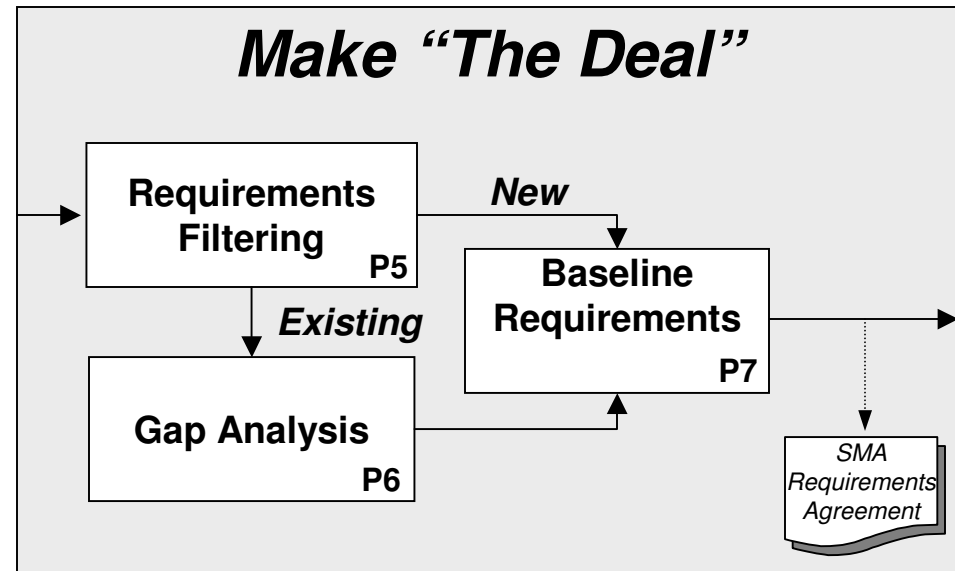 Make “The Deal”
Requirements
Filtering
P5
New
Existing
Baseline
Requirements
P7
Gap Analysis
P6
SMA
Requirements
Agreement